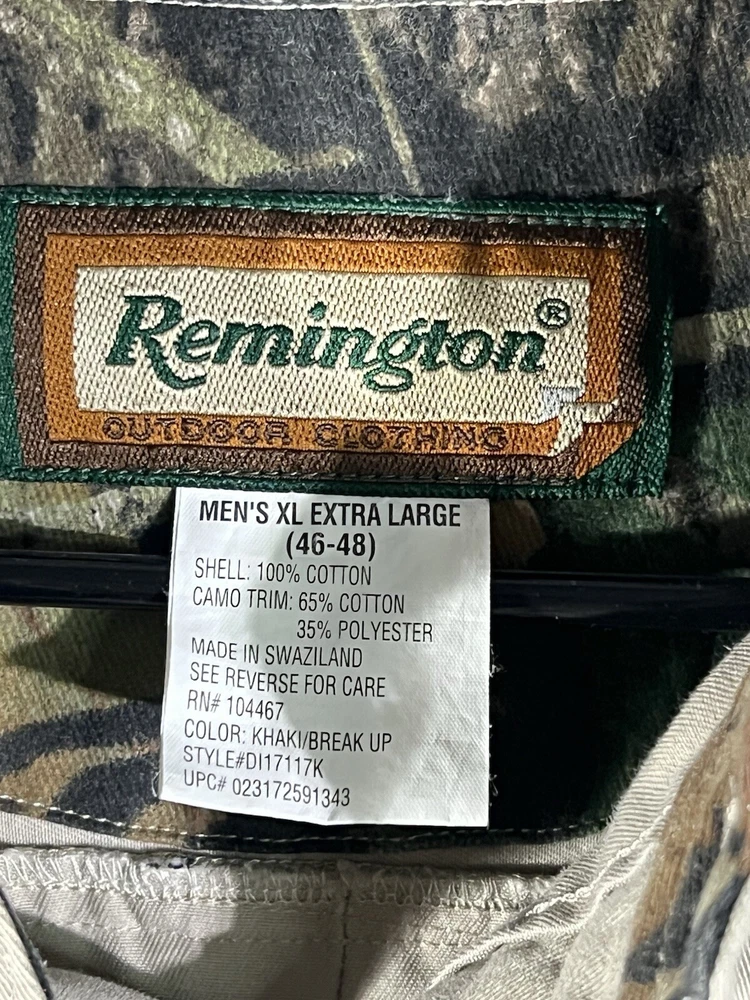 Remington®
OUTDOOR CLOTHING
MEN'S XL EXTRA LARGE
(46-48)
SHELL: 100% COTTON
CAMO TRIM: 65% COTTON
35% POLYESTER
MADE IN SWAZILAND
SEE REVERSE FOR CARE
RN# 104467
COLOR: KHAKI/BREAK UP
STYLE#DI17117K
UPC# 023172591343